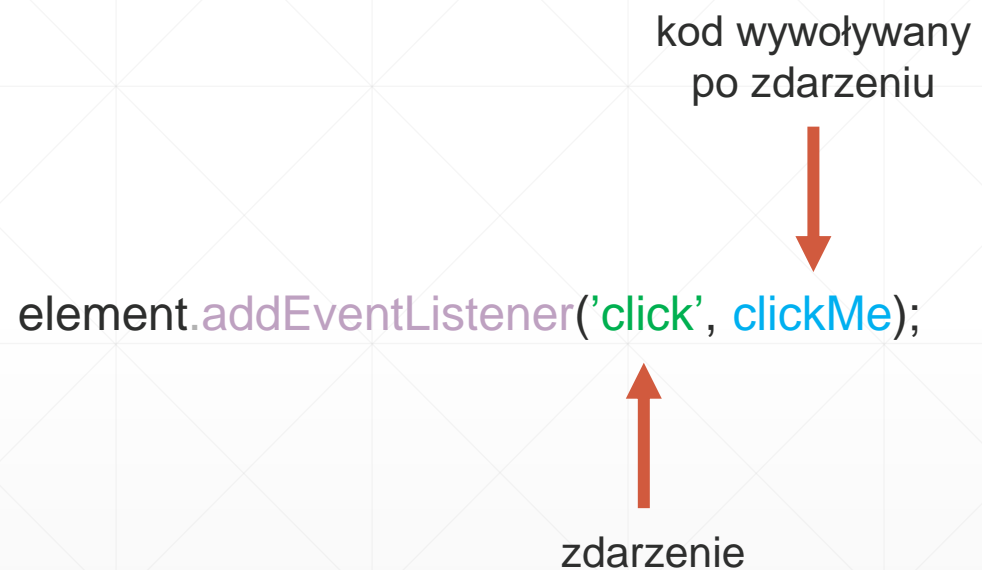 kod wywoływany
po zdarzeniu
element.addEventListener(’click’, clickMe);
zdarzenie